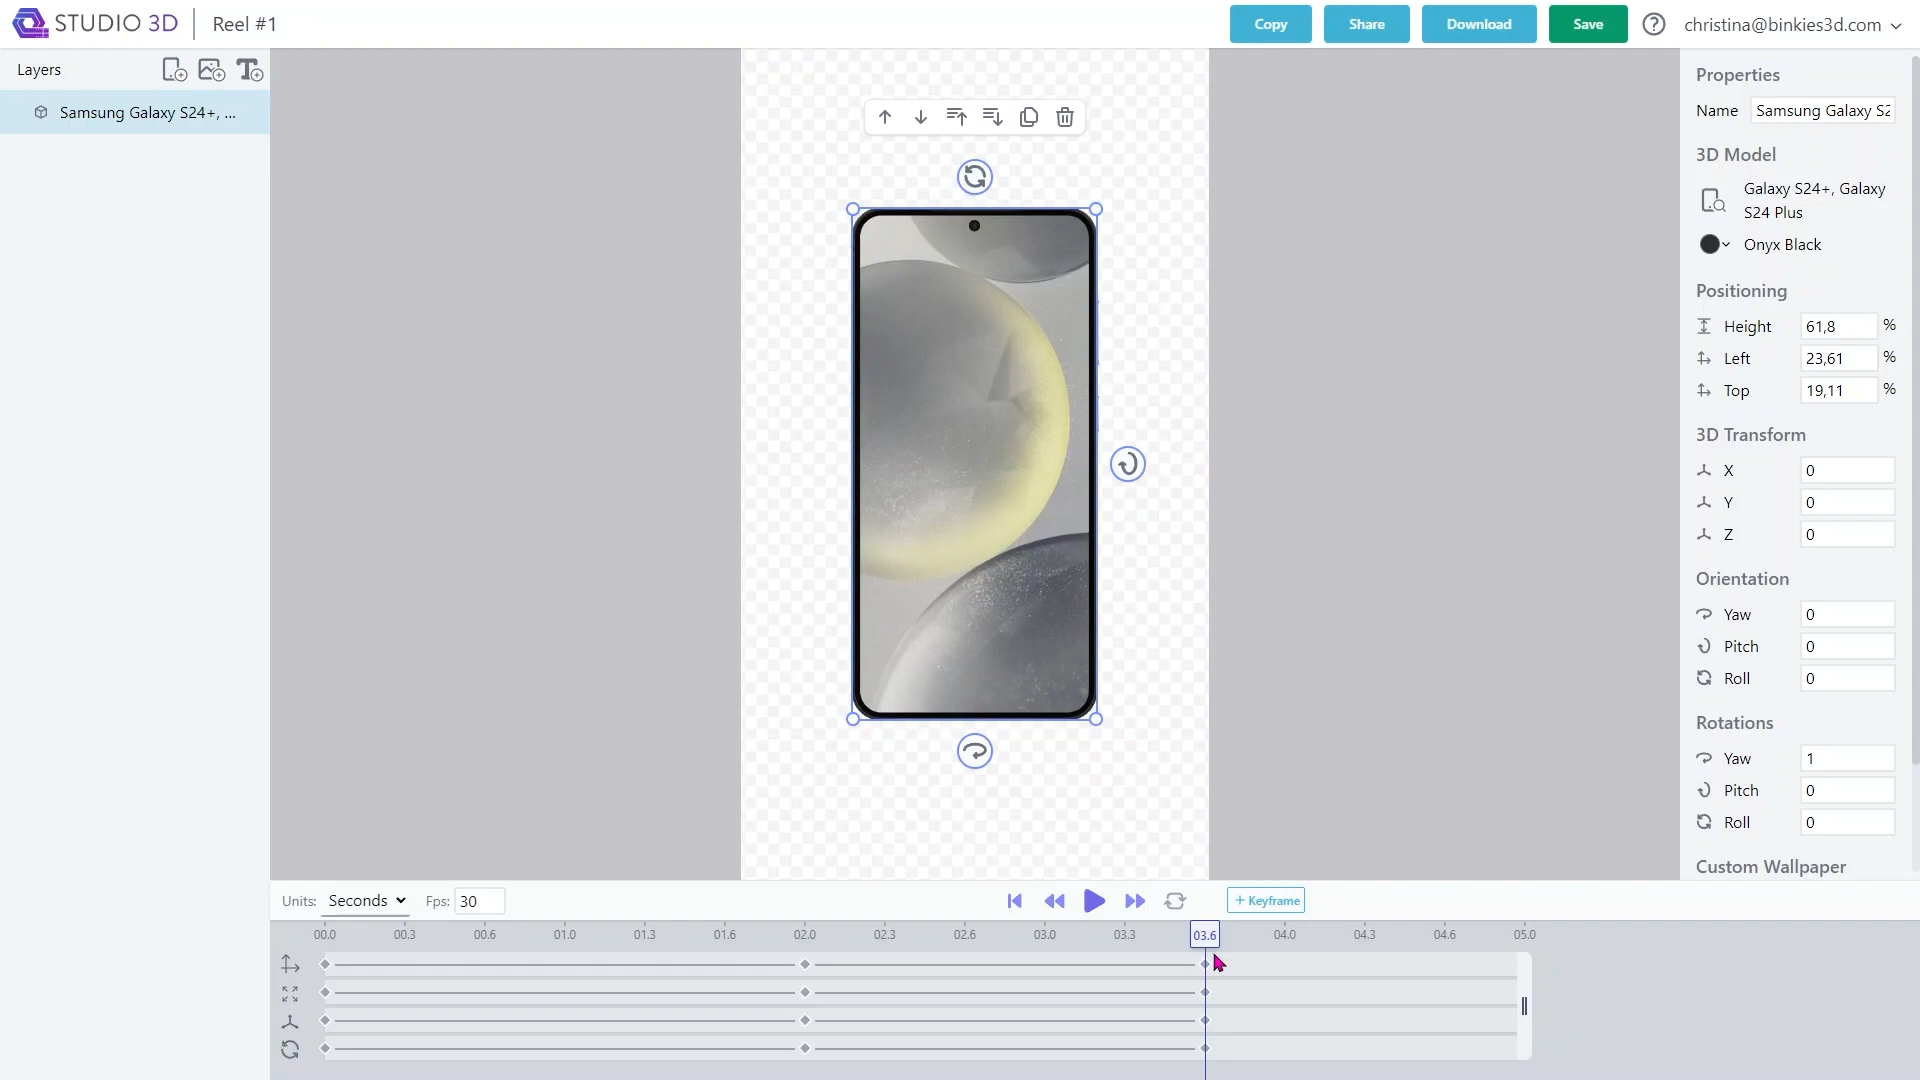 STUDIO 3D
Reel #1
Copy
Share
Download
Save
christina@binkies3d.com
Layers
Samsung Galaxy S24+, ...
Properties
Name Samsung Galaxy S2
3D Model
Galaxy S24+, Galaxy
S24 Plus
Onyx Black
Positioning
Height 61,8 %
Left 23,61 %
Top 19,11 %
3D Transform
X 0
Y 0
Z 0
Orientation
Yaw 0
Pitch 0
Roll 0
Rotations
Yaw 1
Pitch 0
Roll 0
Custom Wallpaper
Units: Seconds Fps: 30
+ Keyframe
00.0 00.3 00.6 01.0 01.3 01.6 02.0 02.3 02.6 03.0 03.3 03.6 04.0 04.3 04.6 05.0